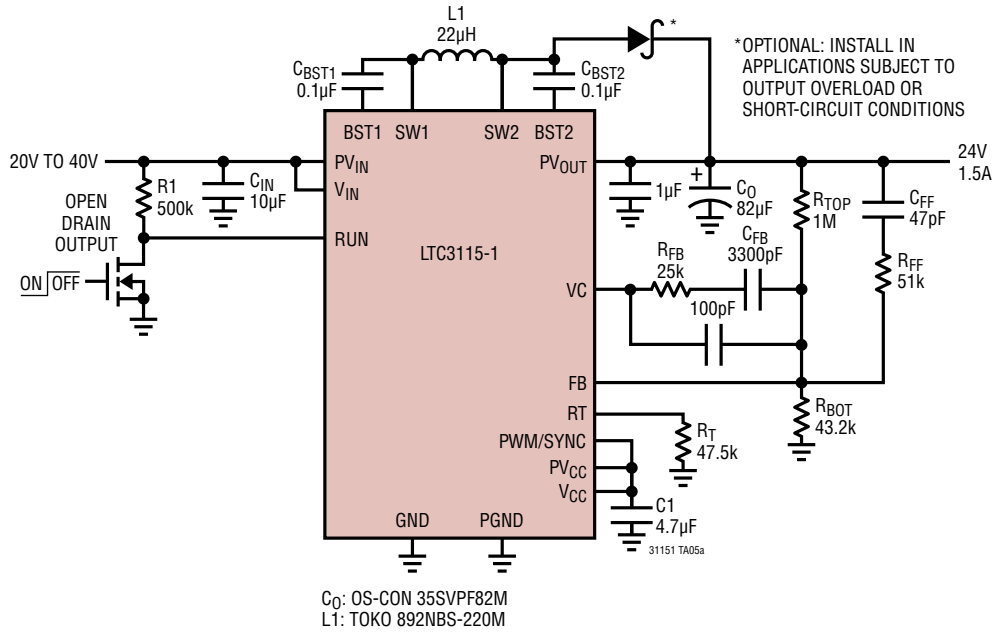 L1
22µH
*
*OPTIONAL: INSTALL IN
APPLICATIONS SUBJECT TO
OUTPUT OVERLOAD OR
SHORT-CIRCUIT CONDITIONS
CBST1
0.1µF
CBST2
0.1µF
BST1 SW1 SW2 BST2
20V TO 40V
PVIN
PVOUT
24V
1.5A
R1
500k
CIN
10µF
VIN
1µF
+
CO
82µF
RTOP
1M
CFF
47pF
OPEN
DRAIN
OUTPUT
RUN
LTC3115-1
CFB
3300pF
RFB
25k
RFF
51k
ON OFF
VC
100pF
FB
RBOT
43.2k
RT
RT
47.5k
PWM/SYNC
PVCC
VCC
C1
4.7µF
GND PGND
31151 TA05a
CO: OS-CON 35SVPF82M
L1: TOKO 892NBS-220M